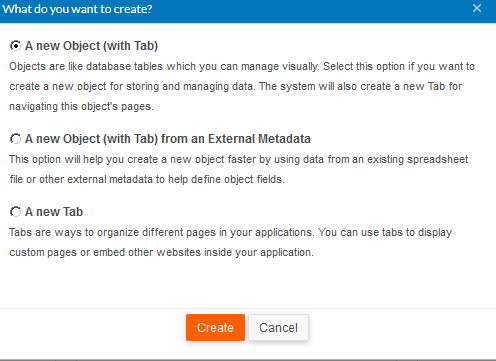 What do you want to create?
A new Object (with Tab)
Objects are like database tables which you can manage visually. Select this option if you want to
create a new object for storing and managing data. The system will also create a new Tab for
navigating this object's pages.
A new Object (with Tab) from an External Metadata
This option will help you create a new object faster by using data from an existing spreadsheet
file or other external metadata to help define object fields.
A new Tab
Tabs are ways to organize different pages in your applications. You can use tabs to display
custom pages or embed other websites inside your application.
Create Cancel